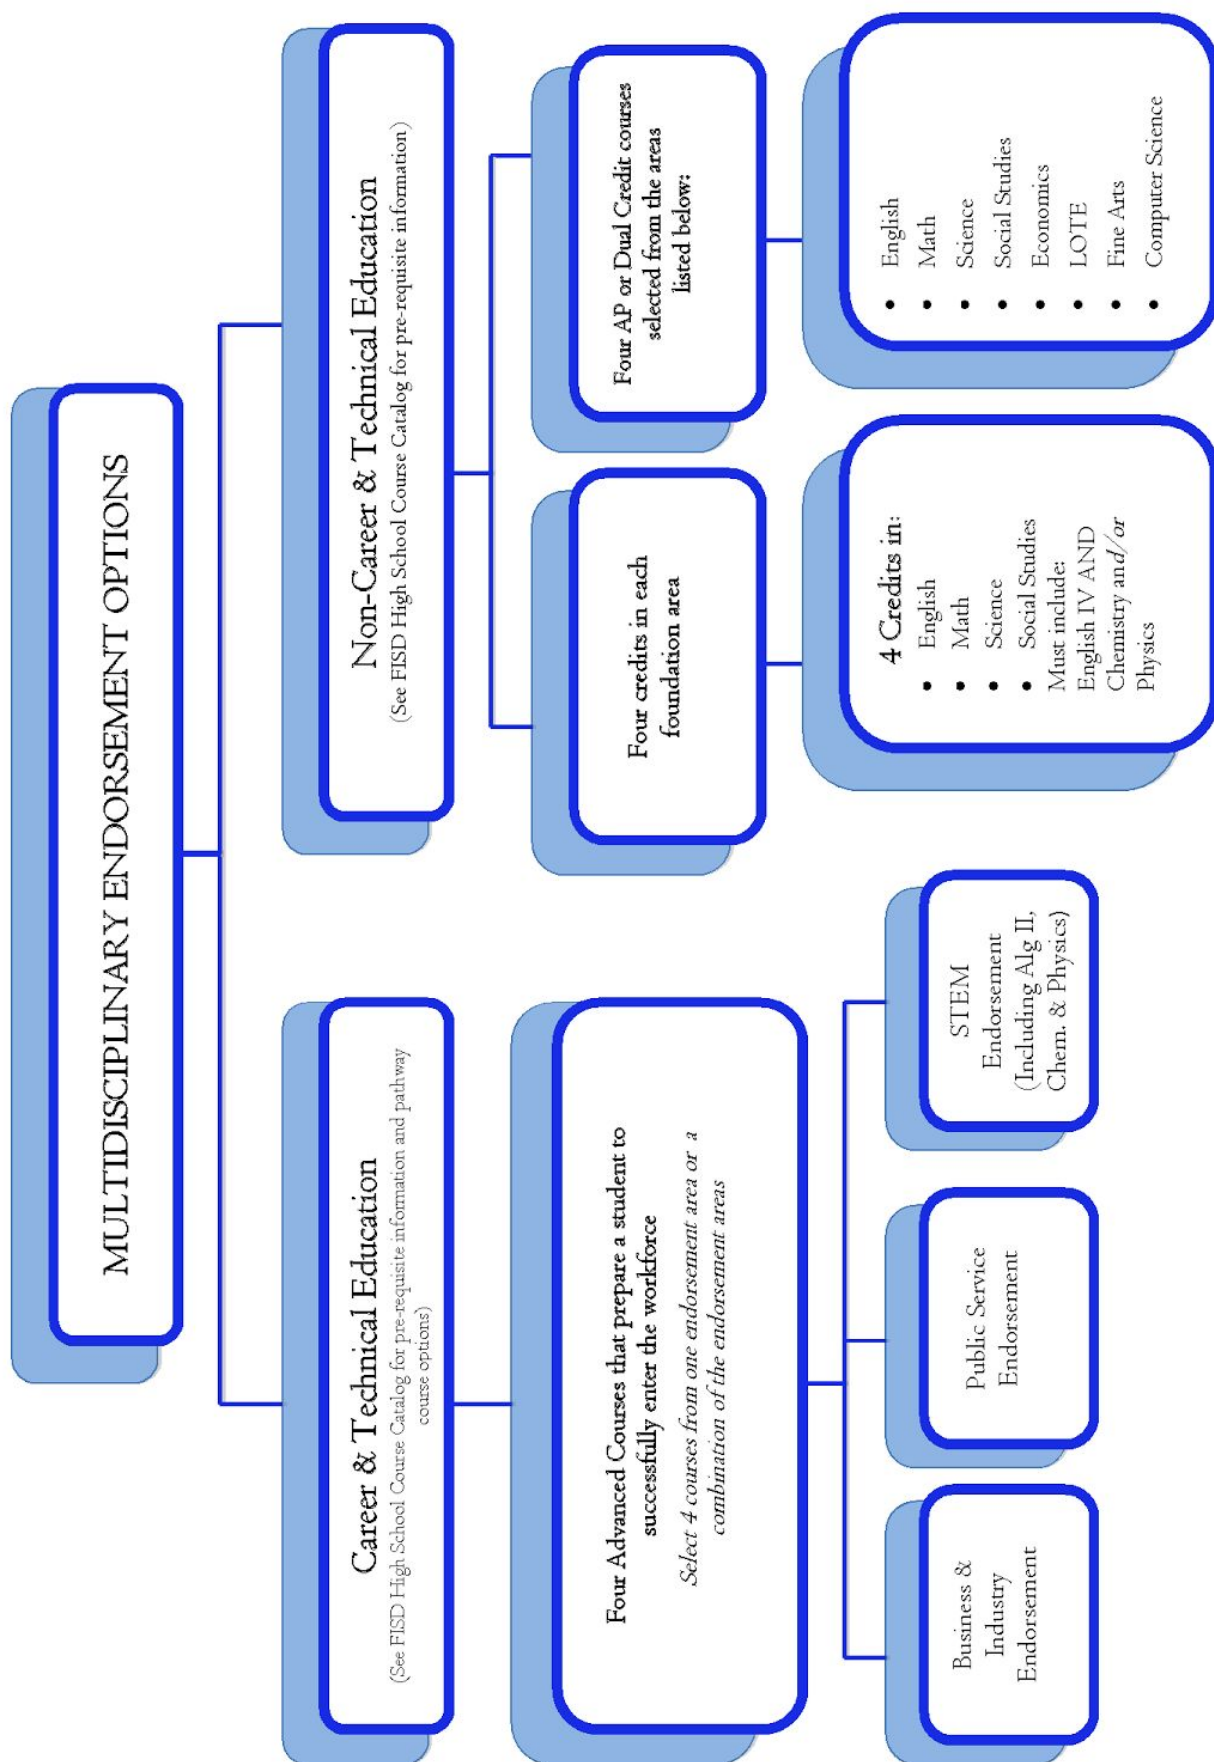 MULTIDISCIPLINARY ENDORSEMENT OPTIONS
Career & Technical Education
(See FISD High School Course Catalog for pre-requisite information and pathway
course options)
Four Advanced Courses that prepare a student to
successfully enter the workforce
Select 4 courses from one endorsement area or a
combination of the endorsement areas
Business &
Industry
Endorsement
Public Service
Endorsement
STEM
Endorsement
(Including Alg II,
Chem. & Physics)
Non-Career & Technical Education
(See FISD High School Course Catalog for pre-requisite information)
Four credits in each
foundation area
4 Credits in:
• English
• Math
• Science
• Social Studies
Must include:
English IV AND
Chemistry and/or
Physics
Four AP or Dual Credit courses
selected from the areas
listed below:
• English
• Math
• Science
• Social Studies
• Economics
• LOTE
• Fine Arts
• Computer Science